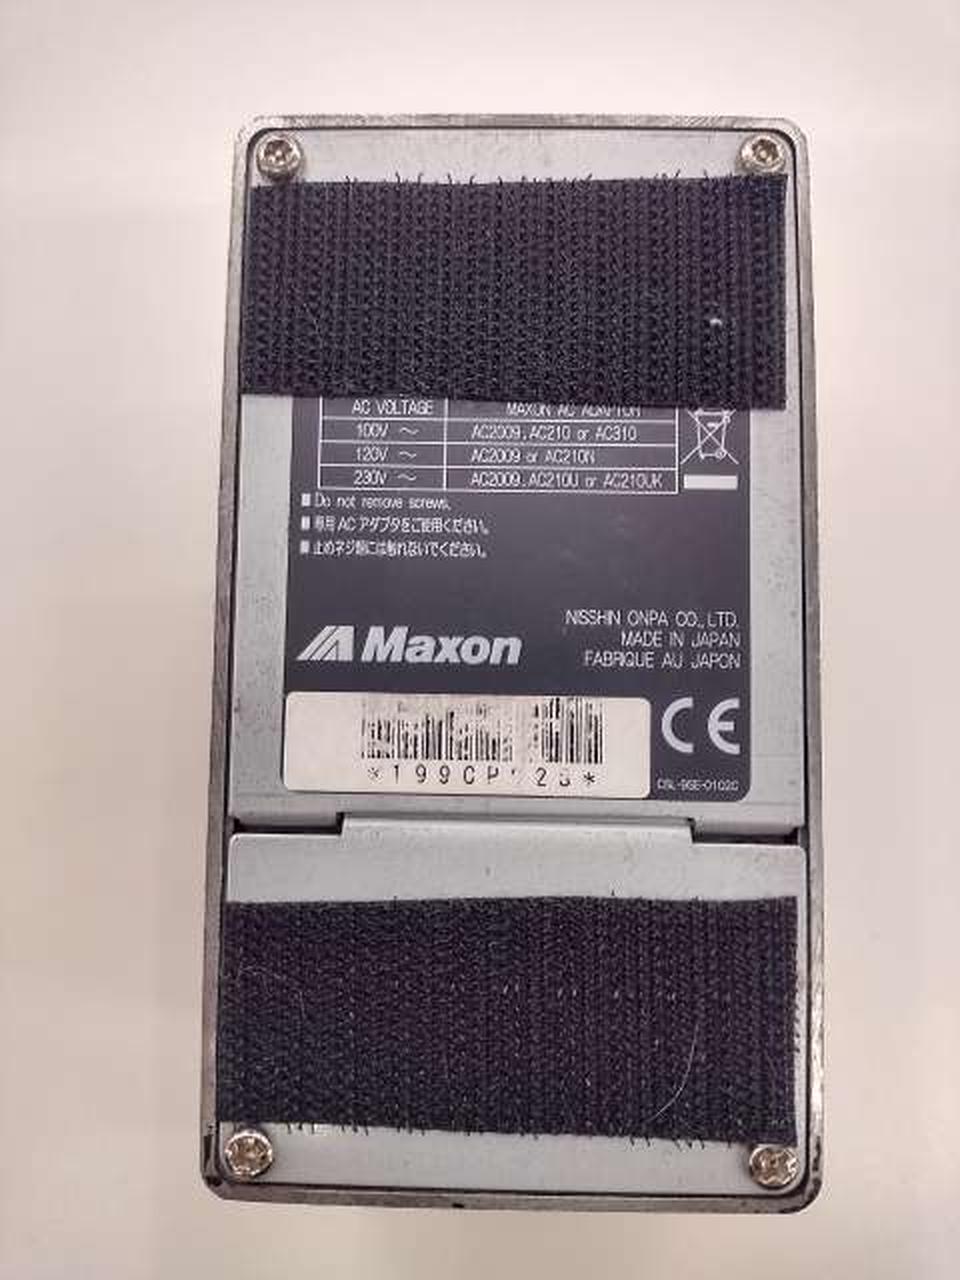 AC VOLTAGE MAXON AC ADAPTOR
100V ～ AC2009, AC210 or AC310
120V ～ AC2009 or AC210N
230V ～ AC2009, AC210U or AC210UK
■ Do not remove screws.
■ 専用 AC アダプタをご使用ください。
■ 止めネジ類には触れないでください。
NISSHIN ONPA CO., LTD.
MADE IN JAPAN
FABRIQUE AU JAPON
Maxon
CE